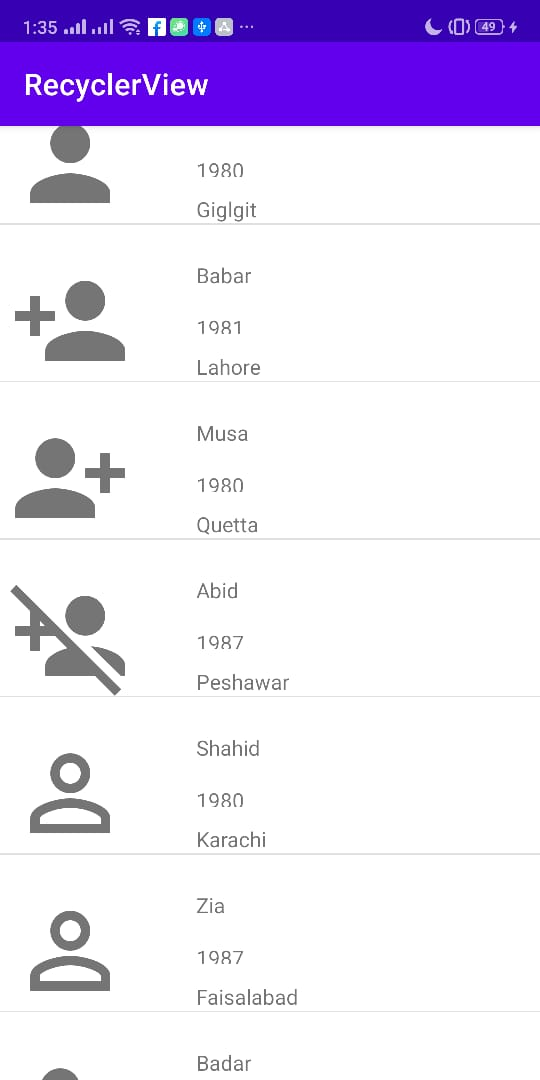 1:35
49
RecyclerView
1980
Giglgit
Babar
1981
Lahore
Musa
1980
Quetta
Abid
1987
Peshawar
Shahid
1980
Karachi
Zia
1987
Faisalabad
Badar